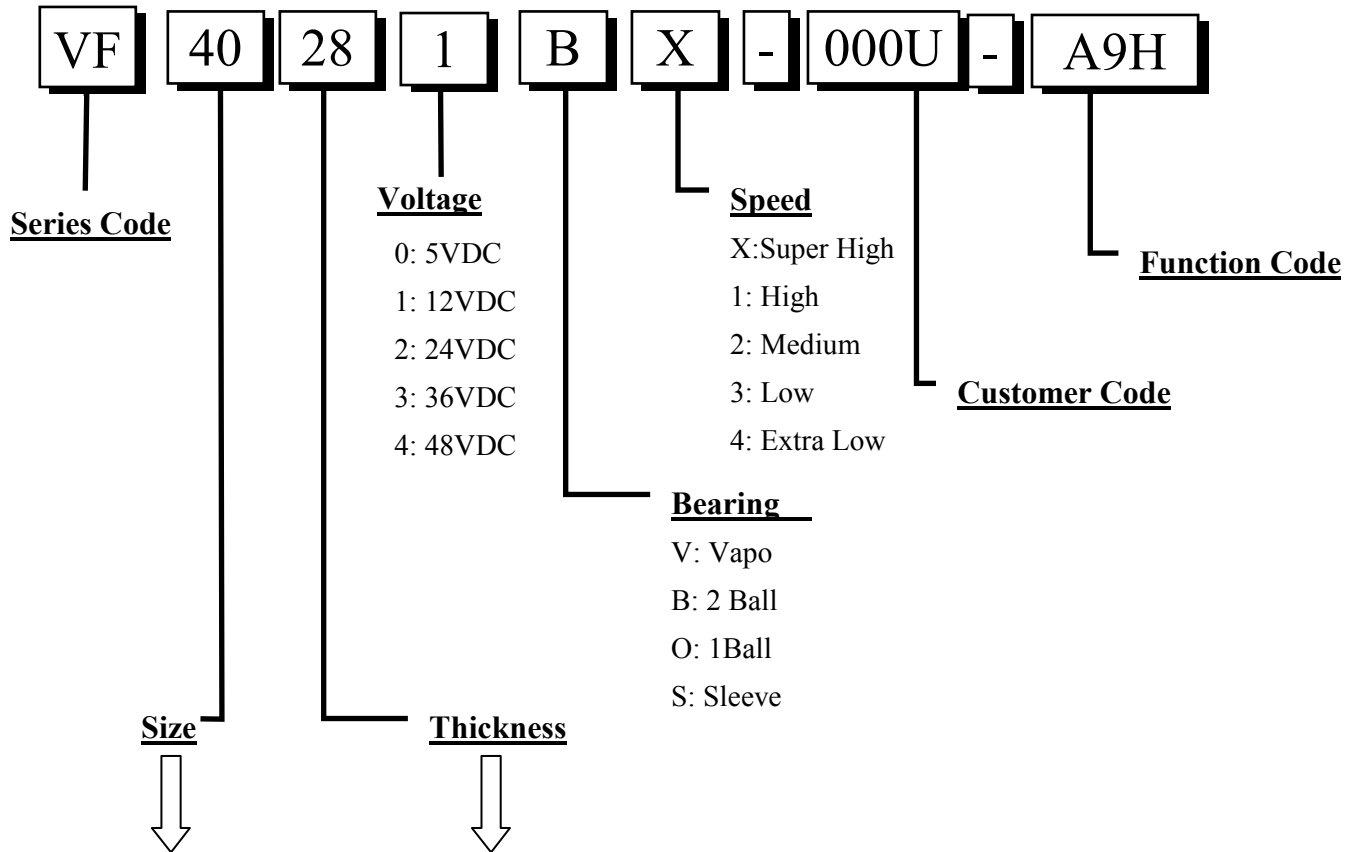 VF 40 28 1 B X - 000U - A9H
Series Code
Voltage
0: 5VDC
1: 12VDC
2: 24VDC
3: 36VDC
4: 48VDC
Speed
X:Super High
1: High
2: Medium
3: Low
4: Extra Low
Function Code
Customer Code
Bearing
V: Vapo
B: 2 Ball
O: 1Ball
S: Sleeve
Size
Thickness